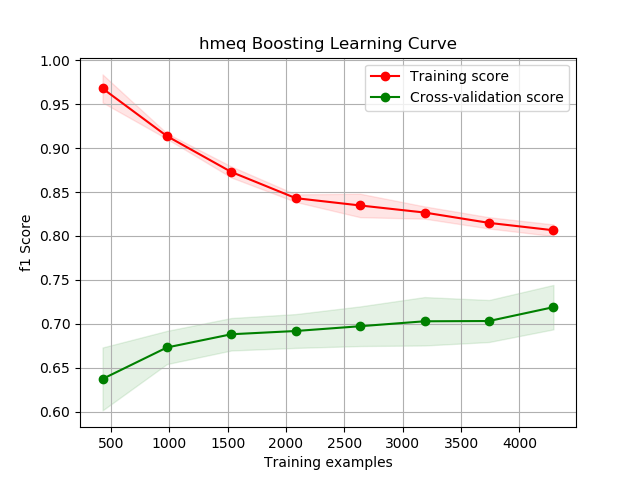 hmeq Boosting Learning Curve
1.00
0.95
0.90
0.85
0.80
0.75
0.70
0.65
0.60
f1 Score
Training score
Cross-validation score
500 1000 1500 2000 2500 3000 3500 4000
Training examples